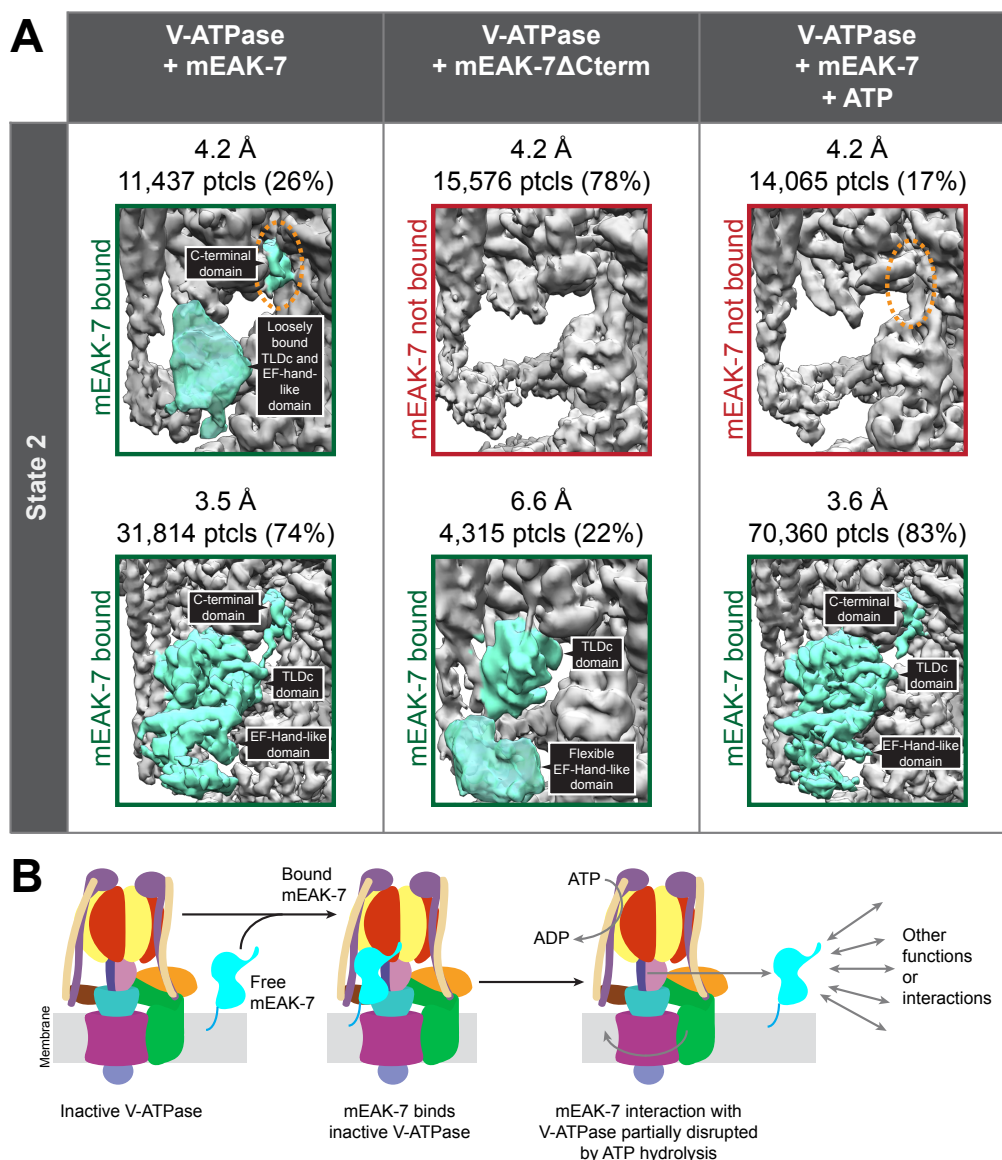 A
V-ATPase
+ mEAK-7
V-ATPase
+ mEAK-7ΔCterm
V-ATPase
+ mEAK-7
+ ATP
State 2
4.2 Å
11,437 ptcls (26%)
mEAK-7 bound
C-terminal
domain
Loosely
bound
TLDc and
EF-hand-
like
domain
4.2 Å
15,576 ptcls (78%)
mEAK-7 not bound
4.2 Å
14,065 ptcls (17%)
mEAK-7 not bound
3.5 Å
31,814 ptcls (74%)
mEAK-7 bound
C-terminal
domain
TLDc
domain
EF-Hand-like
domain
6.6 Å
4,315 ptcls (22%)
mEAK-7 bound
TLDc
domain
Flexible
EF-Hand-like
domain
3.6 Å
70,360 ptcls (83%)
mEAK-7 bound
C-terminal
domain
TLDc
domain
EF-Hand-like
domain
B
Membrane
Bound
mEAK-7
Free
mEAK-7
ATP
ADP
Other
functions
or
interactions
Inactive V-ATPase
mEAK-7 binds
inactive V-ATPase
mEAK-7 interaction with
V-ATPase partially disrupted
by ATP hydrolysis